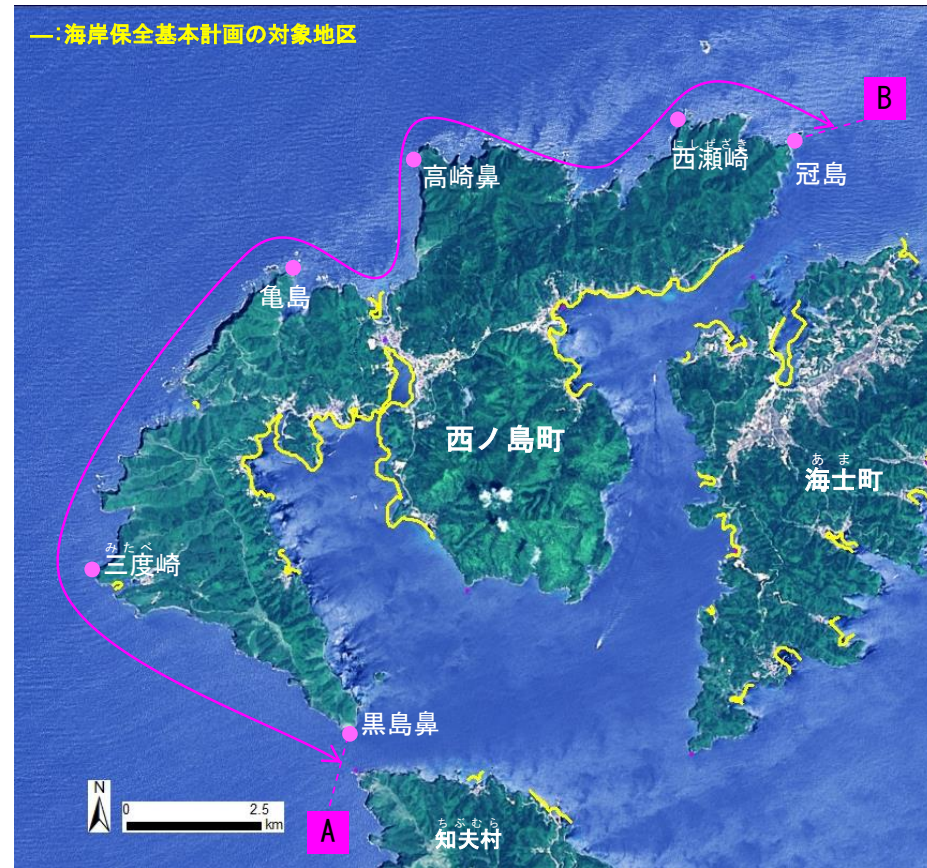 ―:海岸保全基本計画の対象地区
B
にしぜざき
西瀬崎
冠島
高崎鼻
亀島
西ノ島町
あま
海士町
みたべ
三度崎
黒島鼻
N
0 2.5
km
A
ちぶむら
知夫村